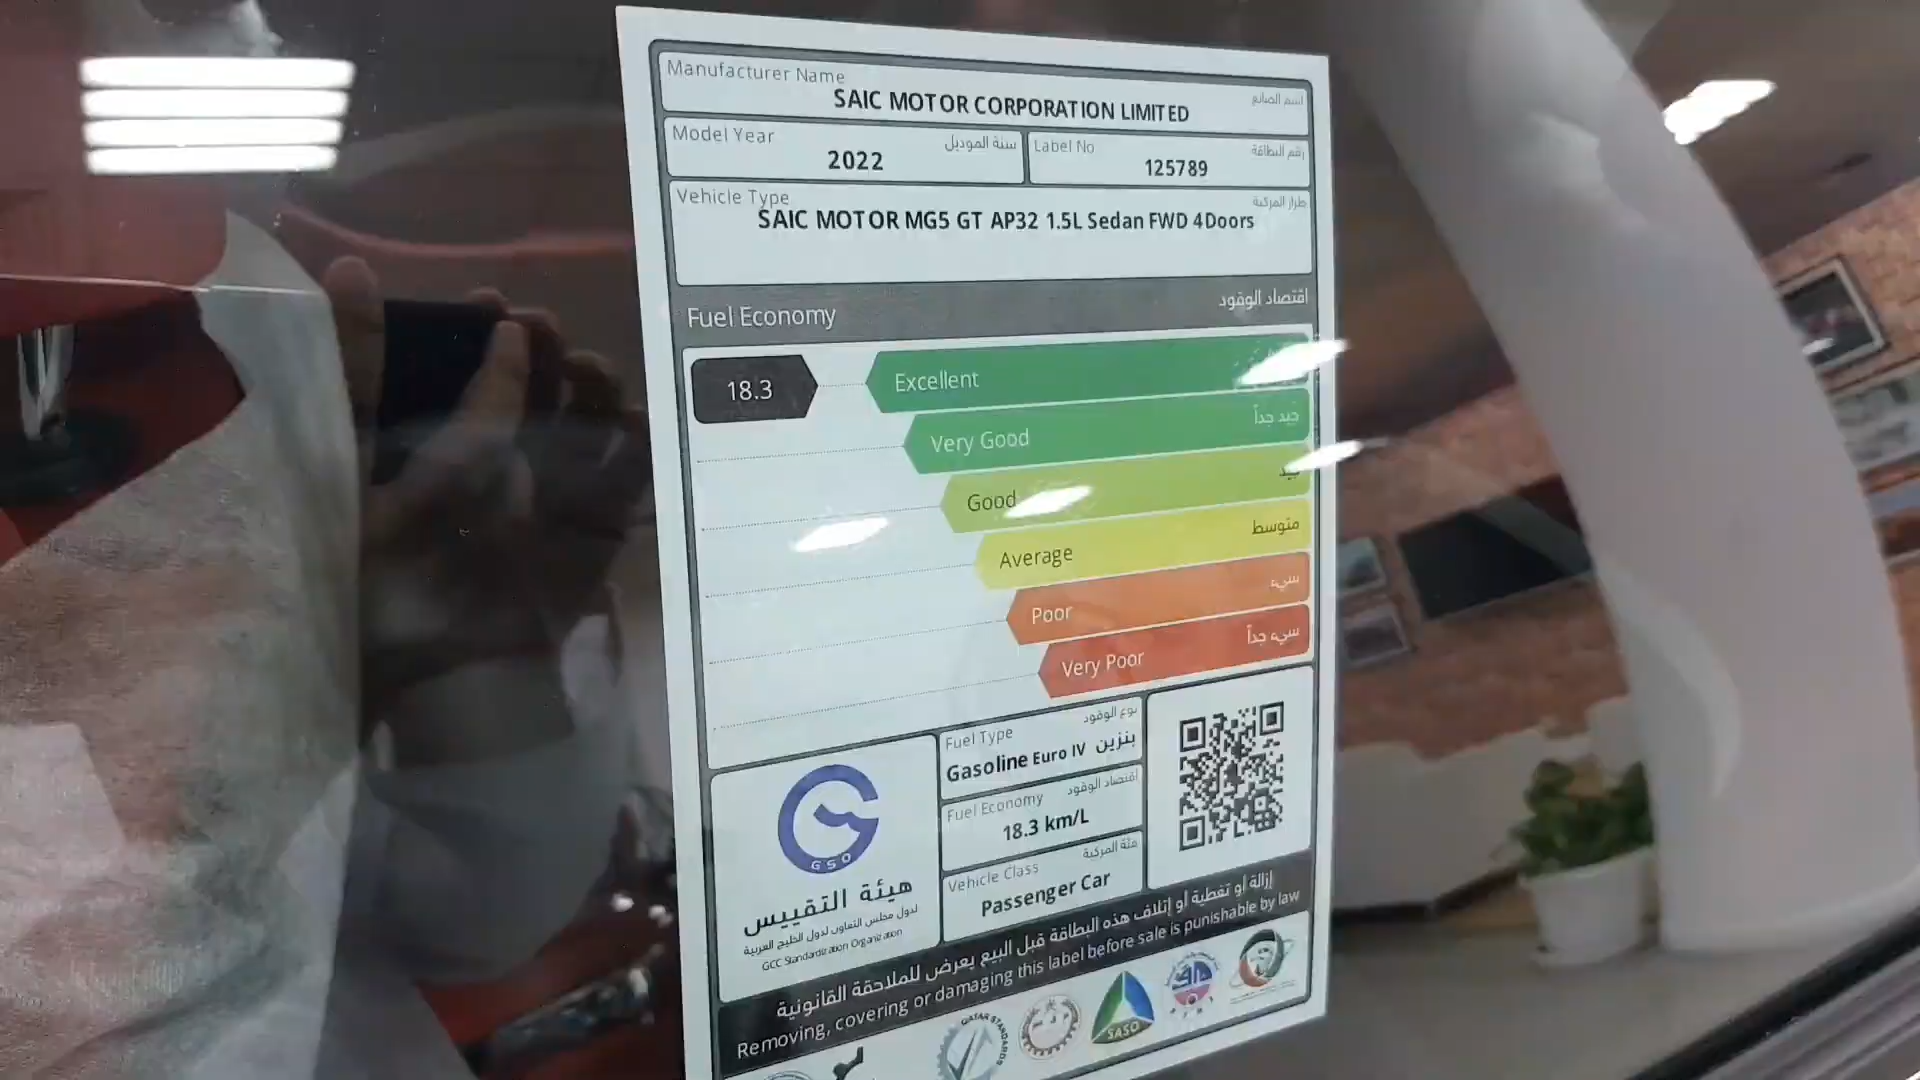 Manufacturer Name
اسم الصانع
SAIC MOTOR CORPORATION LIMITED
Model Year
سنة الموديل
2022
Label No
رقم البطاقة
125789
Vehicle Type
طراز المركبة
SAIC MOTOR MG5 GT AP32 1.5L Sedan FWD 4Doors
Fuel Economy
اقتصاد الوقود
18.3
Excellent
Very Good
جيد جداً
Good
Average
متوسط
Poor
سيء
Very Poor
سيء جداً
Fuel Type
نوع الوقود
Gasoline Euro IV بنزين
Fuel Economy
اقتصاد الوقود
18.3 km/L
Vehicle Class
فئة المركبة
Passenger Car
GSO
هيئة التقييس
لدول مجلس التعاون لدول الخليج العربية
GCC Standardization Organization
إزالة أو تغطية أو إتلاف هذه البطاقة قبل البيع يعرض للملاحقة القانونية
Removing, covering or damaging this label before sale is punishable by law
QATAR STANDARDS
SASO